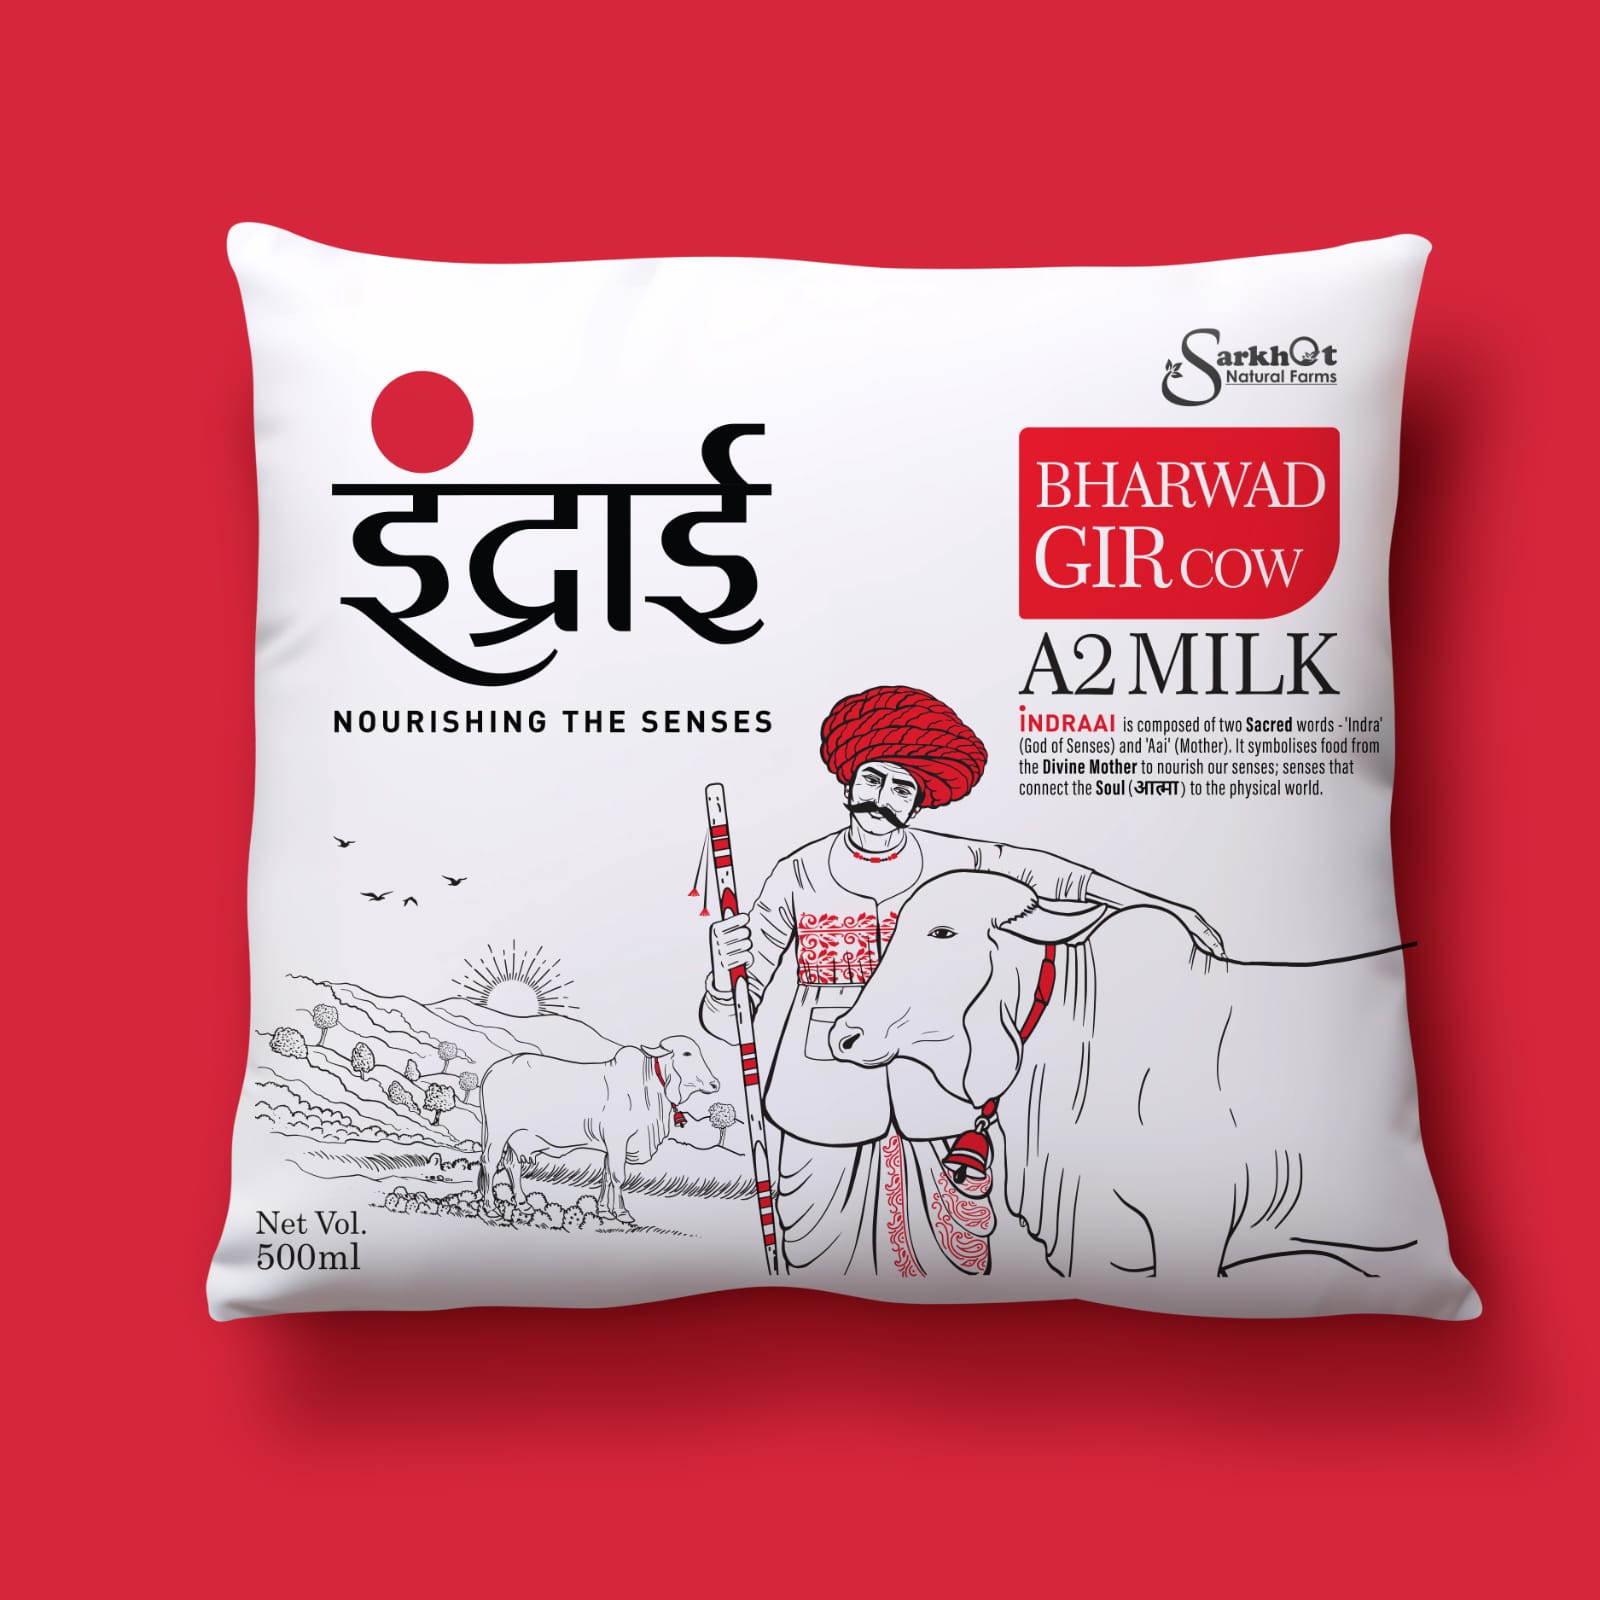 Sarkhot
Natural Farms
इंद्राई
NOURISHING THE SENSES
BHARWAD
GIR COW
A2 MILK
INDRAAI is composed of two Sacred words - 'Indra'
(God of Senses) and 'Aai' (Mother). It symbolises food from
the Divine Mother to nourish our senses; senses that
connect the Soul (आत्मा) to the physical world.
Net Vol.
500ml